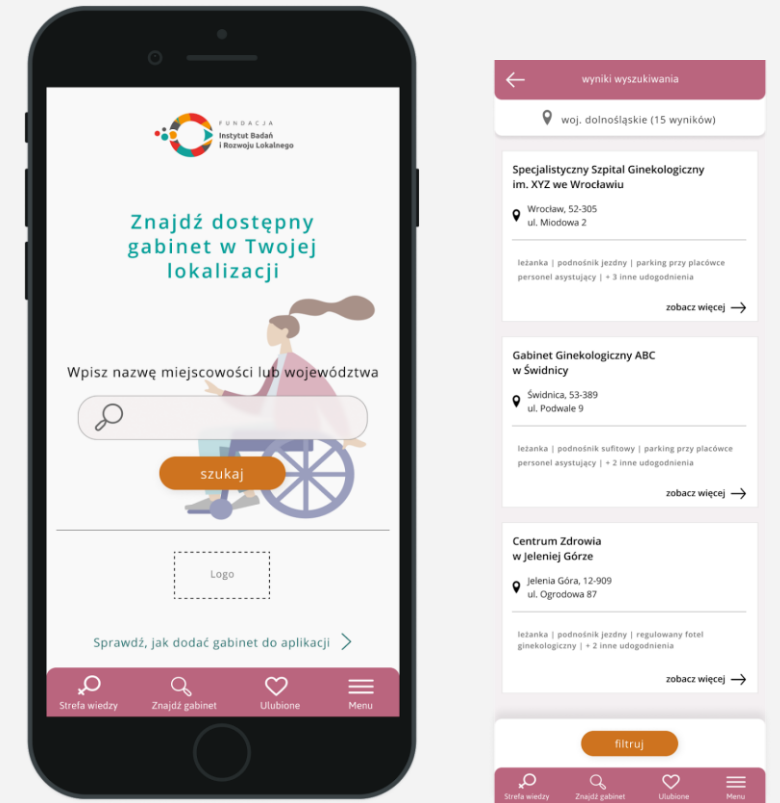 FUNDACJA
Instytut Badań
i Rozwoju Lokalnego
Znajdź dostępny
gabinet w Twojej
lokalizacji
Wpisz nazwę miejscowości lub województwa
szukaj
Logo
Sprawdź, jak dodać gabinet do aplikacji
Strefa wiedzy
Znajdź gabinet
Ulubione
Menu
wyniki wyszukiwania
woj. dolnośląskie (15 wyników)
Specjalistyczny Szpital Ginekologiczny
im. XYZ we Wrocławiu
Wrocław, 52-305
ul. Miodowa 2
leżanka | podnośnik jezdny | parking przy placówce
personel asystujący | + 3 inne udogodnienia
zobacz więcej
Gabinet Ginekologiczny ABC
w Świdnicy
Świdnica, 53-389
ul. Podwale 9
leżanka | podnośnik sufitowy | parking przy placówce
personel asystujący | + 2 inne udogodnienia
zobacz więcej
Centrum Zdrowia
w Jeleniej Górze
Jelenia Góra, 12-909
ul. Ogrodowa 87
leżanka | podnośnik jezdny | regulowany fotel
ginekologiczny | + 2 inne udogodnienia
zobacz więcej
filtruj
Strefa wiedzy
Znajdź gabinet
Ulubione
Menu